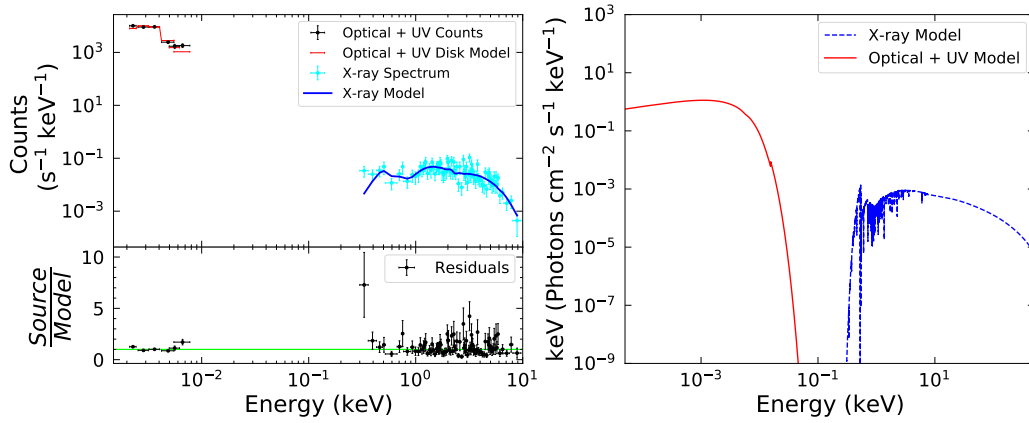 Counts
(s⁻¹ keV⁻¹)
10³
10¹
10⁻¹
10⁻³
Optical + UV Counts
Optical + UV Disk Model
X-ray Spectrum
X-ray Model
Source
Model
10
5
0
Residuals
10⁻²
10⁻¹
10⁰
10¹
Energy (keV)
keV (Photons cm⁻² s⁻¹ keV⁻¹)
10³
10¹
10⁻¹
10⁻³
10⁻⁵
10⁻⁷
10⁻⁹
X-ray Model
Optical + UV Model
10⁻³
10⁻¹
10¹
Energy (keV)